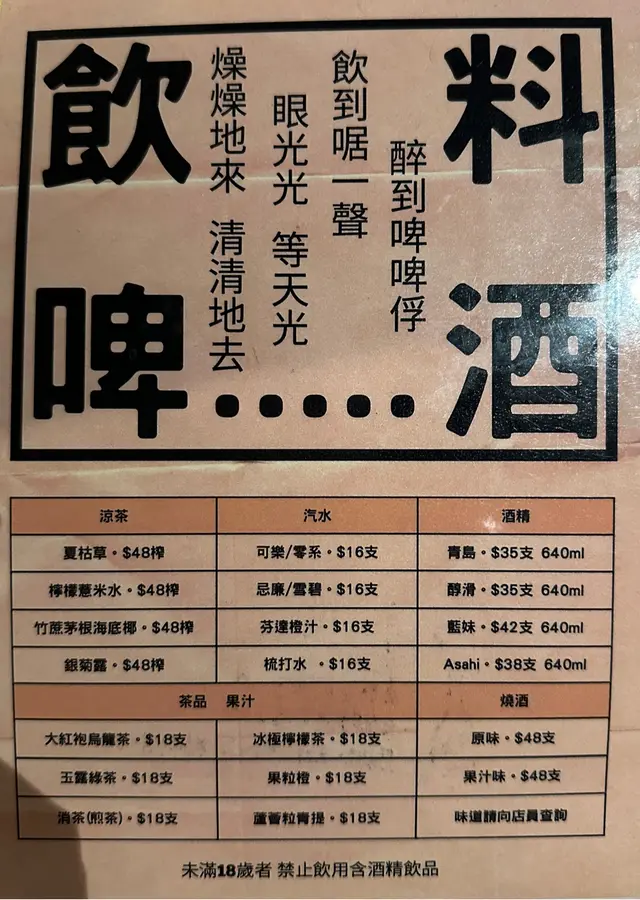 飲料
啤酒
醉到啤啤俘
飲到啹一聲
眼光光 等天光
燥燥地來 清清地去
.....
涼茶 汽水 酒精
夏枯草・$48樽 可樂/零系・$16支 青島・$35支 640ml
檸檬薏米水・$48樽 忌廉/雪碧・$16支 醇滑・$35支 640ml
竹蔗茅根海底椰・$48樽 芬達橙汁・$16支 藍妹・$42支 640ml
銀菊露・$48樽 梳打水 ・$16支 Asahi・$38支 640ml
茶品 果汁 燒酒
大紅袍烏龍茶・$18支 冰極檸檬茶・$18支 原味・$48支
玉露綠茶・$18支 果粒橙・$18支 果汁味・$48支
消茶(煎茶)・$18支 蘆薈粒青提・$18支 味道請向店員查詢
未滿18歲者 禁止飲用含酒精飲品